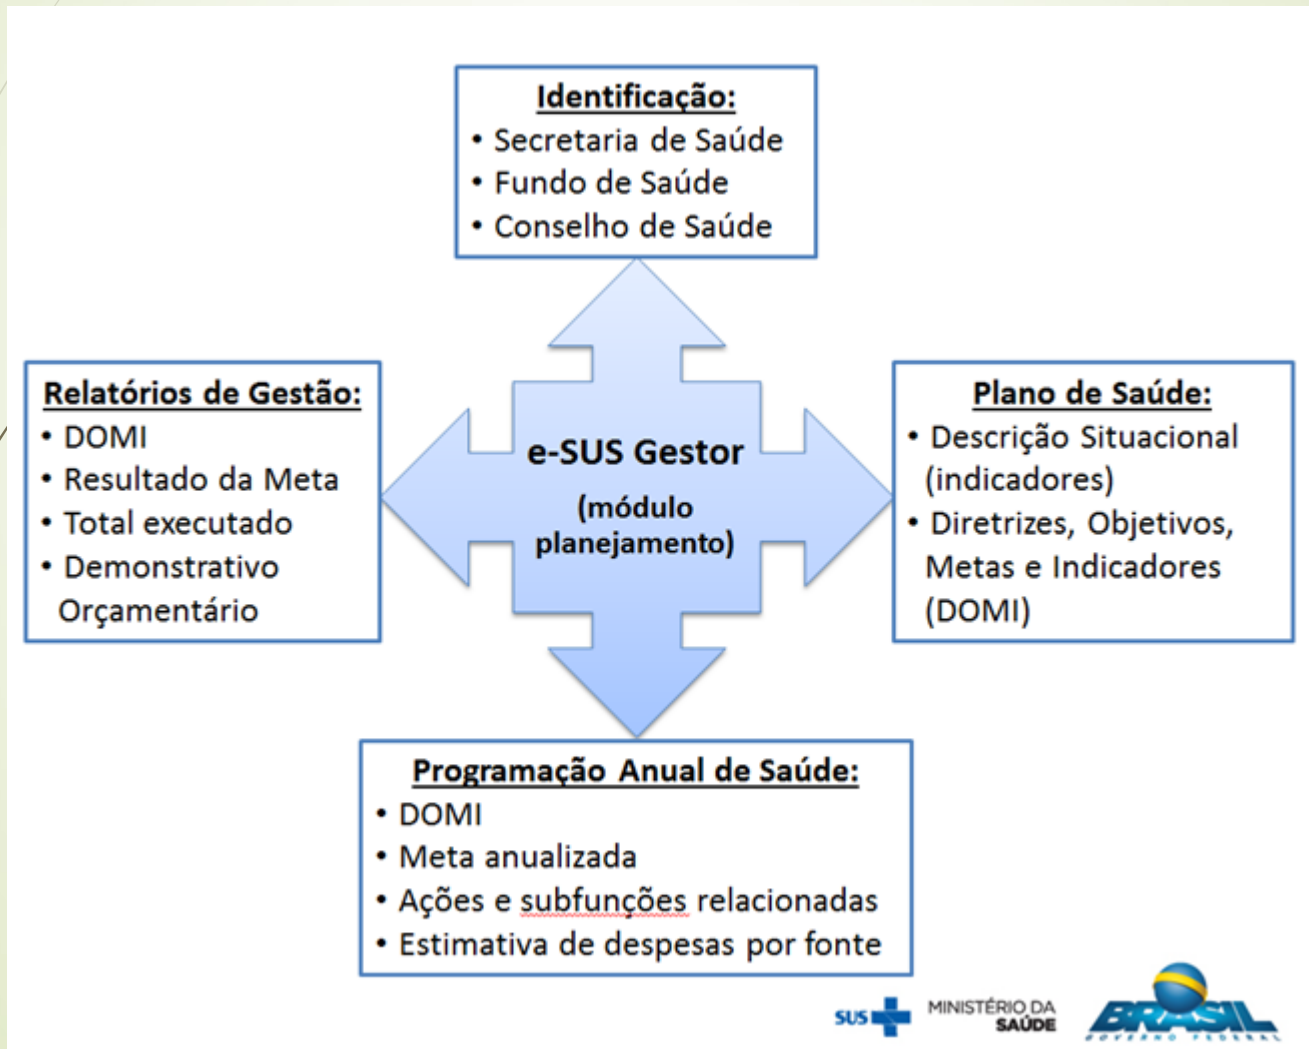 Identificação:
• Secretaria de Saúde
• Fundo de Saúde
• Conselho de Saúde
Relatórios de Gestão:
• DOMI
• Resultado da Meta
• Total executado
• Demonstrativo
Orçamentário
e-SUS Gestor
(módulo
planejamento)
Plano de Saúde:
• Descrição Situacional
(indicadores)
• Diretrizes, Objetivos,
Metas e Indicadores
(DOMI)
Programação Anual de Saúde:
• DOMI
• Meta anualizada
• Ações e subfunções relacionadas
• Estimativa de despesas por fonte
SUS
MINISTÉRIO DA
SAÚDE
BRASIL
GOVERNO FEDERAL